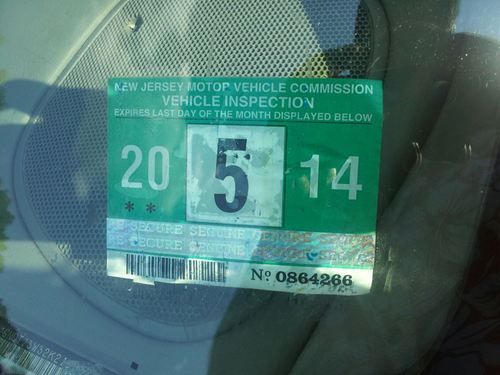 NEW JERSEY MOTOR VEHICLE COMMISSION
VEHICLE INSPECTION
EXPIRES LAST DAY OF THE MONTH DISPLAYED BELOW
20 5 14
**
SECURE SECURE
SECURE SECURE
No 0864266